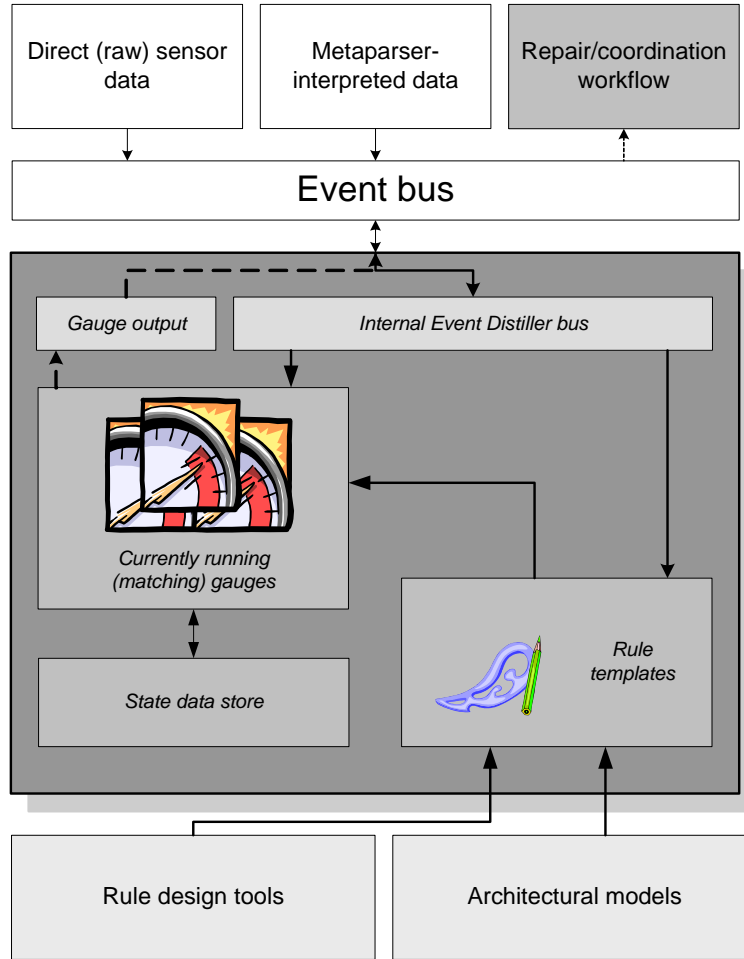 Direct (raw) sensor
data
Metaparser-
interpreted data
Repair/coordination
workflow
Event bus
Gauge output
Internal Event Distiller bus
Currently running
(matching) gauges
Rule
templates
State data store
Rule design tools
Architectural models